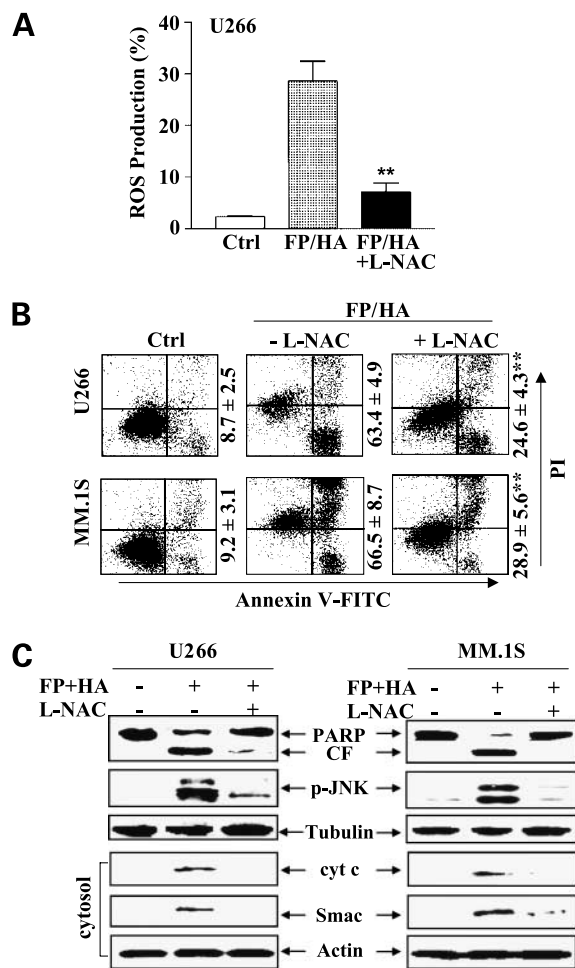 A
U266
ROS Production (%)
40
30
20
10
0
Ctrl FP/HA FP/HA +L-NAC
**
B
FP/HA
Ctrl - L-NAC + L-NAC
U266
8.7 ± 2.5
63.4 ± 4.9
24.6 ± 4.3**
MM.1S
9.2 ± 3.1
66.5 ± 8.7
28.9 ± 5.6**
PI
Annexin V-FITC
C
U266 MM.1S
FP+HA - + + FP+HA - + +
L-NAC - - + L-NAC - - +
PARP
CF
p-JNK
Tubulin
cytosol
cyt c
Smac
Actin